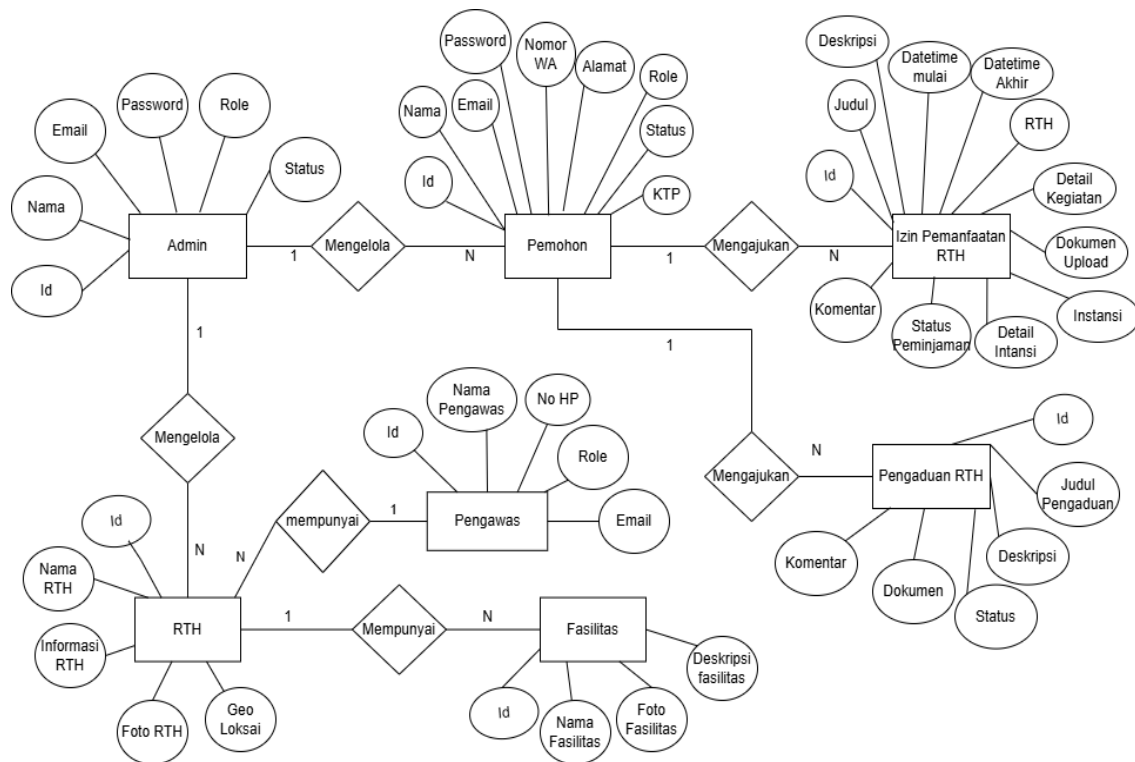 Password
Nomor
WA
Alamat
Role
Deskripsi
Datetime
mulai
Datetime
Akhir
Password
Role
Email
Nama
Email
Status
Judul
RTH
Status
Id
KTP
Id
Detail
Kegiatan
Nama
Admin
1
Mengelola
N
Pemohon
1
Mengajukan
N
Izin Pemanfaatan
RTH
Dokumen
Upload
Id
Komentar
Status
Peminjaman
Detail
Intansi
Instansi
1
1
Mengelola
Nama
Pengawas
No HP
Id
Role
Id
mempunyai
1
Pengawas
Email
Mengajukan
N
Pengaduan RTH
Judul
Pengaduan
Komentar
Dokumen
Status
Deskripsi
Id
N
N
Nama
RTH
RTH
1
Mempunyai
N
Fasilitas
Informasi
RTH
Foto RTH
Geo
Loksai
Id
Nama
Fasilitas
Foto
Fasilitas
Deskripsi
fasilitas